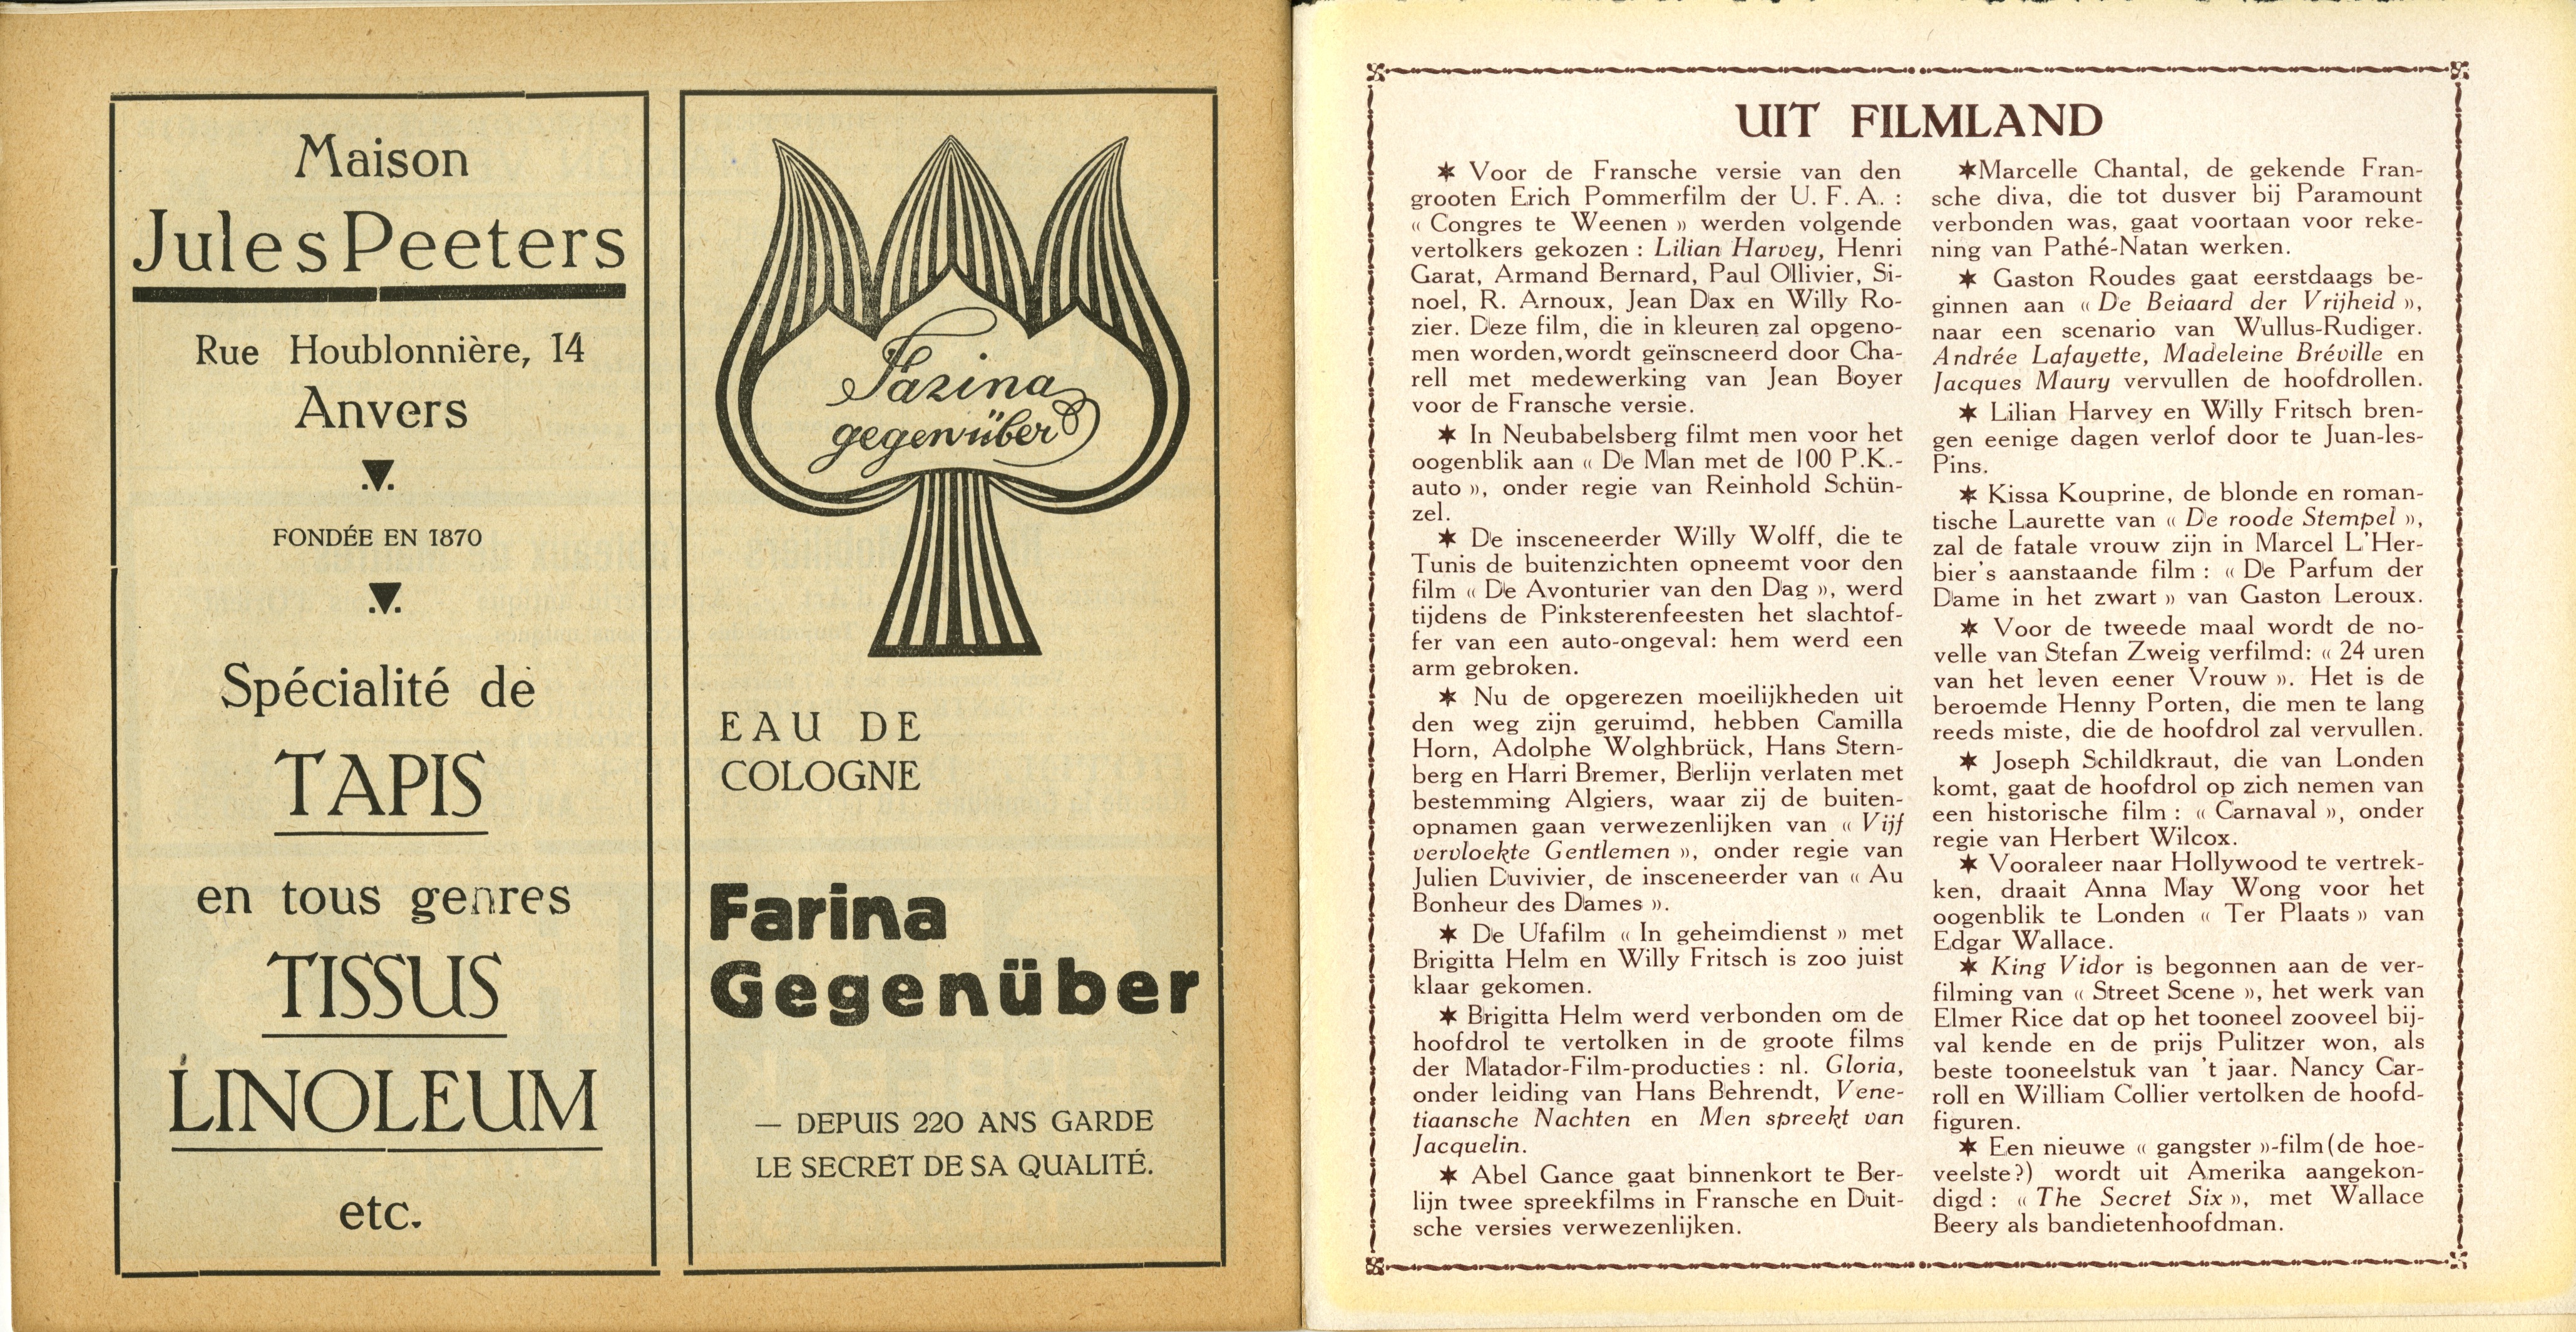 Maison
Jules Peeters
Rue Houblonnière, 14
Anvers
FONDÉE EN 1870
Spécialité de
TAPIS
en tous genres
TISSUS
LINOLEUM
etc.
Farina
gegenüber
EAU DE
COLOGNE
Farina
Gegenüber
— DEPUIS 220 ANS GARDE
LE SECRET DE SA QUALITÉ.
UIT FILMLAND
✶ Voor de Fransche versie van den
grooten Erich Pommerfilm der U. F. A. :
« Congres te Weenen » werden volgende
vertolkers gekozen : Lilian Harvey, Henri
Garat, Armand Bernard, Paul Ollivier, Si-
noel, R. Arnoux, Jean Dax en Willy Ro-
zier. Deze film, die in kleuren zal opgeno-
men worden,wordt geïnscneerd door Cha-
rell met medewerking van Jean Boyer
voor de Fransche versie.
✶ In Neubabelsberg filmt men voor het
oogenblik aan « De Man met de 100 P.K.-
auto », onder regie van Reinhold Schün-
zel.
✶ De insceneerder Willy Wolff, die te
Tunis de buitenzichten opneemt voor den
film « De Avonturier van den Dag », werd
tijdens de Pinksterenfeesten het slachtof-
fer van een auto-ongeval: hem werd een
arm gebroken.
✶ Nu de opgerezen moeilijkheden uit
den weg zijn geruimd, hebben Camilla
Horn, Adolphe Wolghbrück, Hans Stern-
berg en Harri Bremer, Berlijn verlaten met
bestemming Algiers, waar zij de buiten-
opnamen gaan verwezenlijken van « Vijf
vervloekte Gentlemen », onder regie van
Julien Duvivier, de insceneerder van « Au
Bonheur des Dames ».
✶ De Ufafilm « In geheimdienst » met
Brigitta Helm en Willy Fritsch is zoo juist
klaar gekomen.
✶ Brigitta Helm werd verbonden om de
hoofdrol te vertolken in de groote films
der Matador-Film-producties : nl. Gloria,
onder leiding van Hans Behrendt, Vene-
tiaansche Nachten en Men spreekt van
Jacquelin.
✶ Abel Gance gaat binnenkort te Ber-
lijn twee spreekfilms in Fransche en Duit-
sche versies verwezenlijken.
✶Marcelle Chantal, de gekende Fran-
sche diva, die tot dusver bij Paramount
verbonden was, gaat voortaan voor reke-
ning van Pathé-Natan werken.
✶ Gaston Roudes gaat eerstdaags be-
ginnen aan « De Beiaard der Vrijheid »,
naar een scenario van Wullus-Rudiger.
Andrée Lafayette, Madeleine Bréville en
Jacques Maury vervullen de hoofdrollen.
✶ Lilian Harvey en Willy Fritsch bren-
gen eenige dagen verlof door te Juan-les-
Pins.
✶ Kissa Kouprine, de blonde en roman-
tische Laurette van « De roode Stempel »,
zal de fatale vrouw zijn in Marcel L'Her-
bier's aanstaande film : « De Parfum der
Dame in het zwart » van Gaston Leroux.
✶ Voor de tweede maal wordt de no-
velle van Stefan Zweig verfilmd: « 24 uren
van het leven eener Vrouw ». Het is de
beroemde Henny Porten, die men te lang
reeds miste, die de hoofdrol zal vervullen.
✶ Joseph Schildkraut, die van Londen
komt, gaat de hoofdrol op zich nemen van
een historische film : « Carnaval », onder
regie van Herbert Wilcox.
✶ Vooraleer naar Hollywood te vertrek-
ken, draait Anna May Wong voor het
oogenblik te Londen « Ter Plaats » van
Edgar Wallace.
✶ King Vidor is begonnen aan de ver-
filming van « Street Scene », het werk van
Elmer Rice dat op het tooneel zooveel bij-
val kende en de prijs Pulitzer won, als
beste tooneelstuk van 't jaar. Nancy Car-
roll en William Collier vertolken de hoofd-
figuren.
✶ Een nieuwe « gangster »-film(de hoe-
veelste?) wordt uit Amerika aangekon-
digd : « The Secret Six », met Wallace
Beery als bandietenhoofdman.